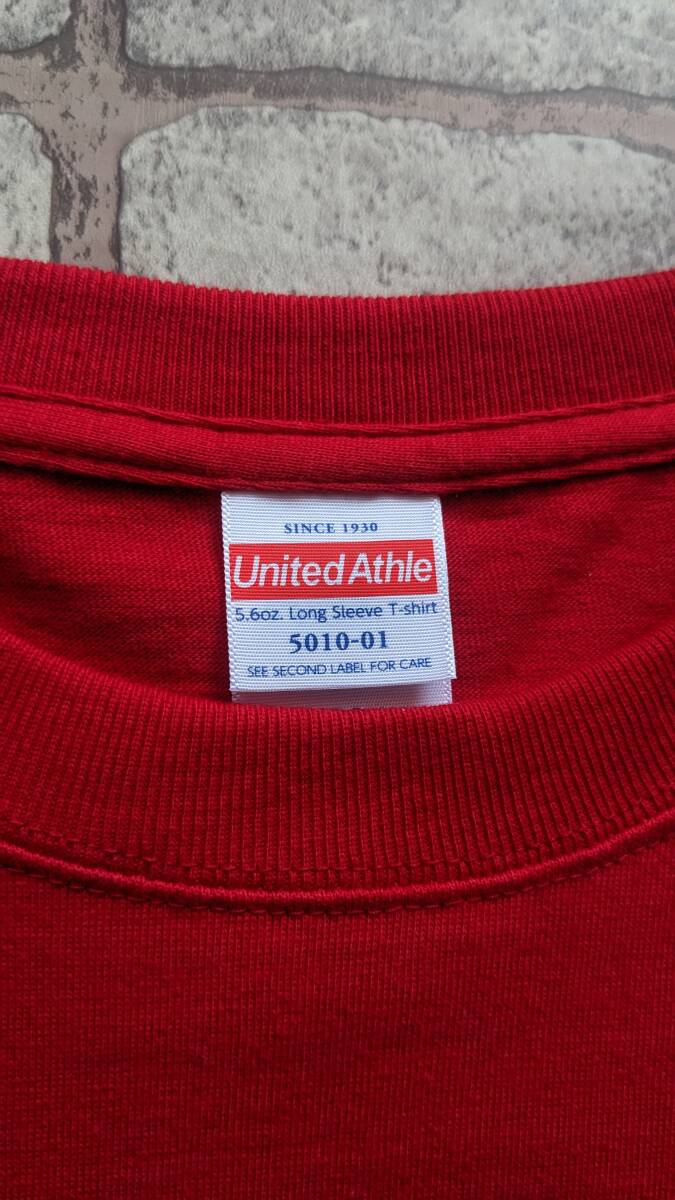 SINCE 1930
United Athle
5.6oz. Long Sleeve T-shirt
5010-01
SEE SECOND LABEL FOR CARE